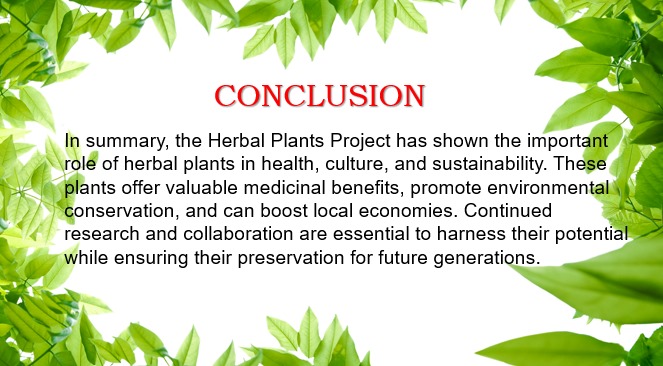 CONCLUSION
In summary, the Herbal Plants Project has shown the important
role of herbal plants in health, culture, and sustainability. These
plants offer valuable medicinal benefits, promote environmental
conservation, and can boost local economies. Continued
research and collaboration are essential to harness their potential
while ensuring their preservation for future generations.